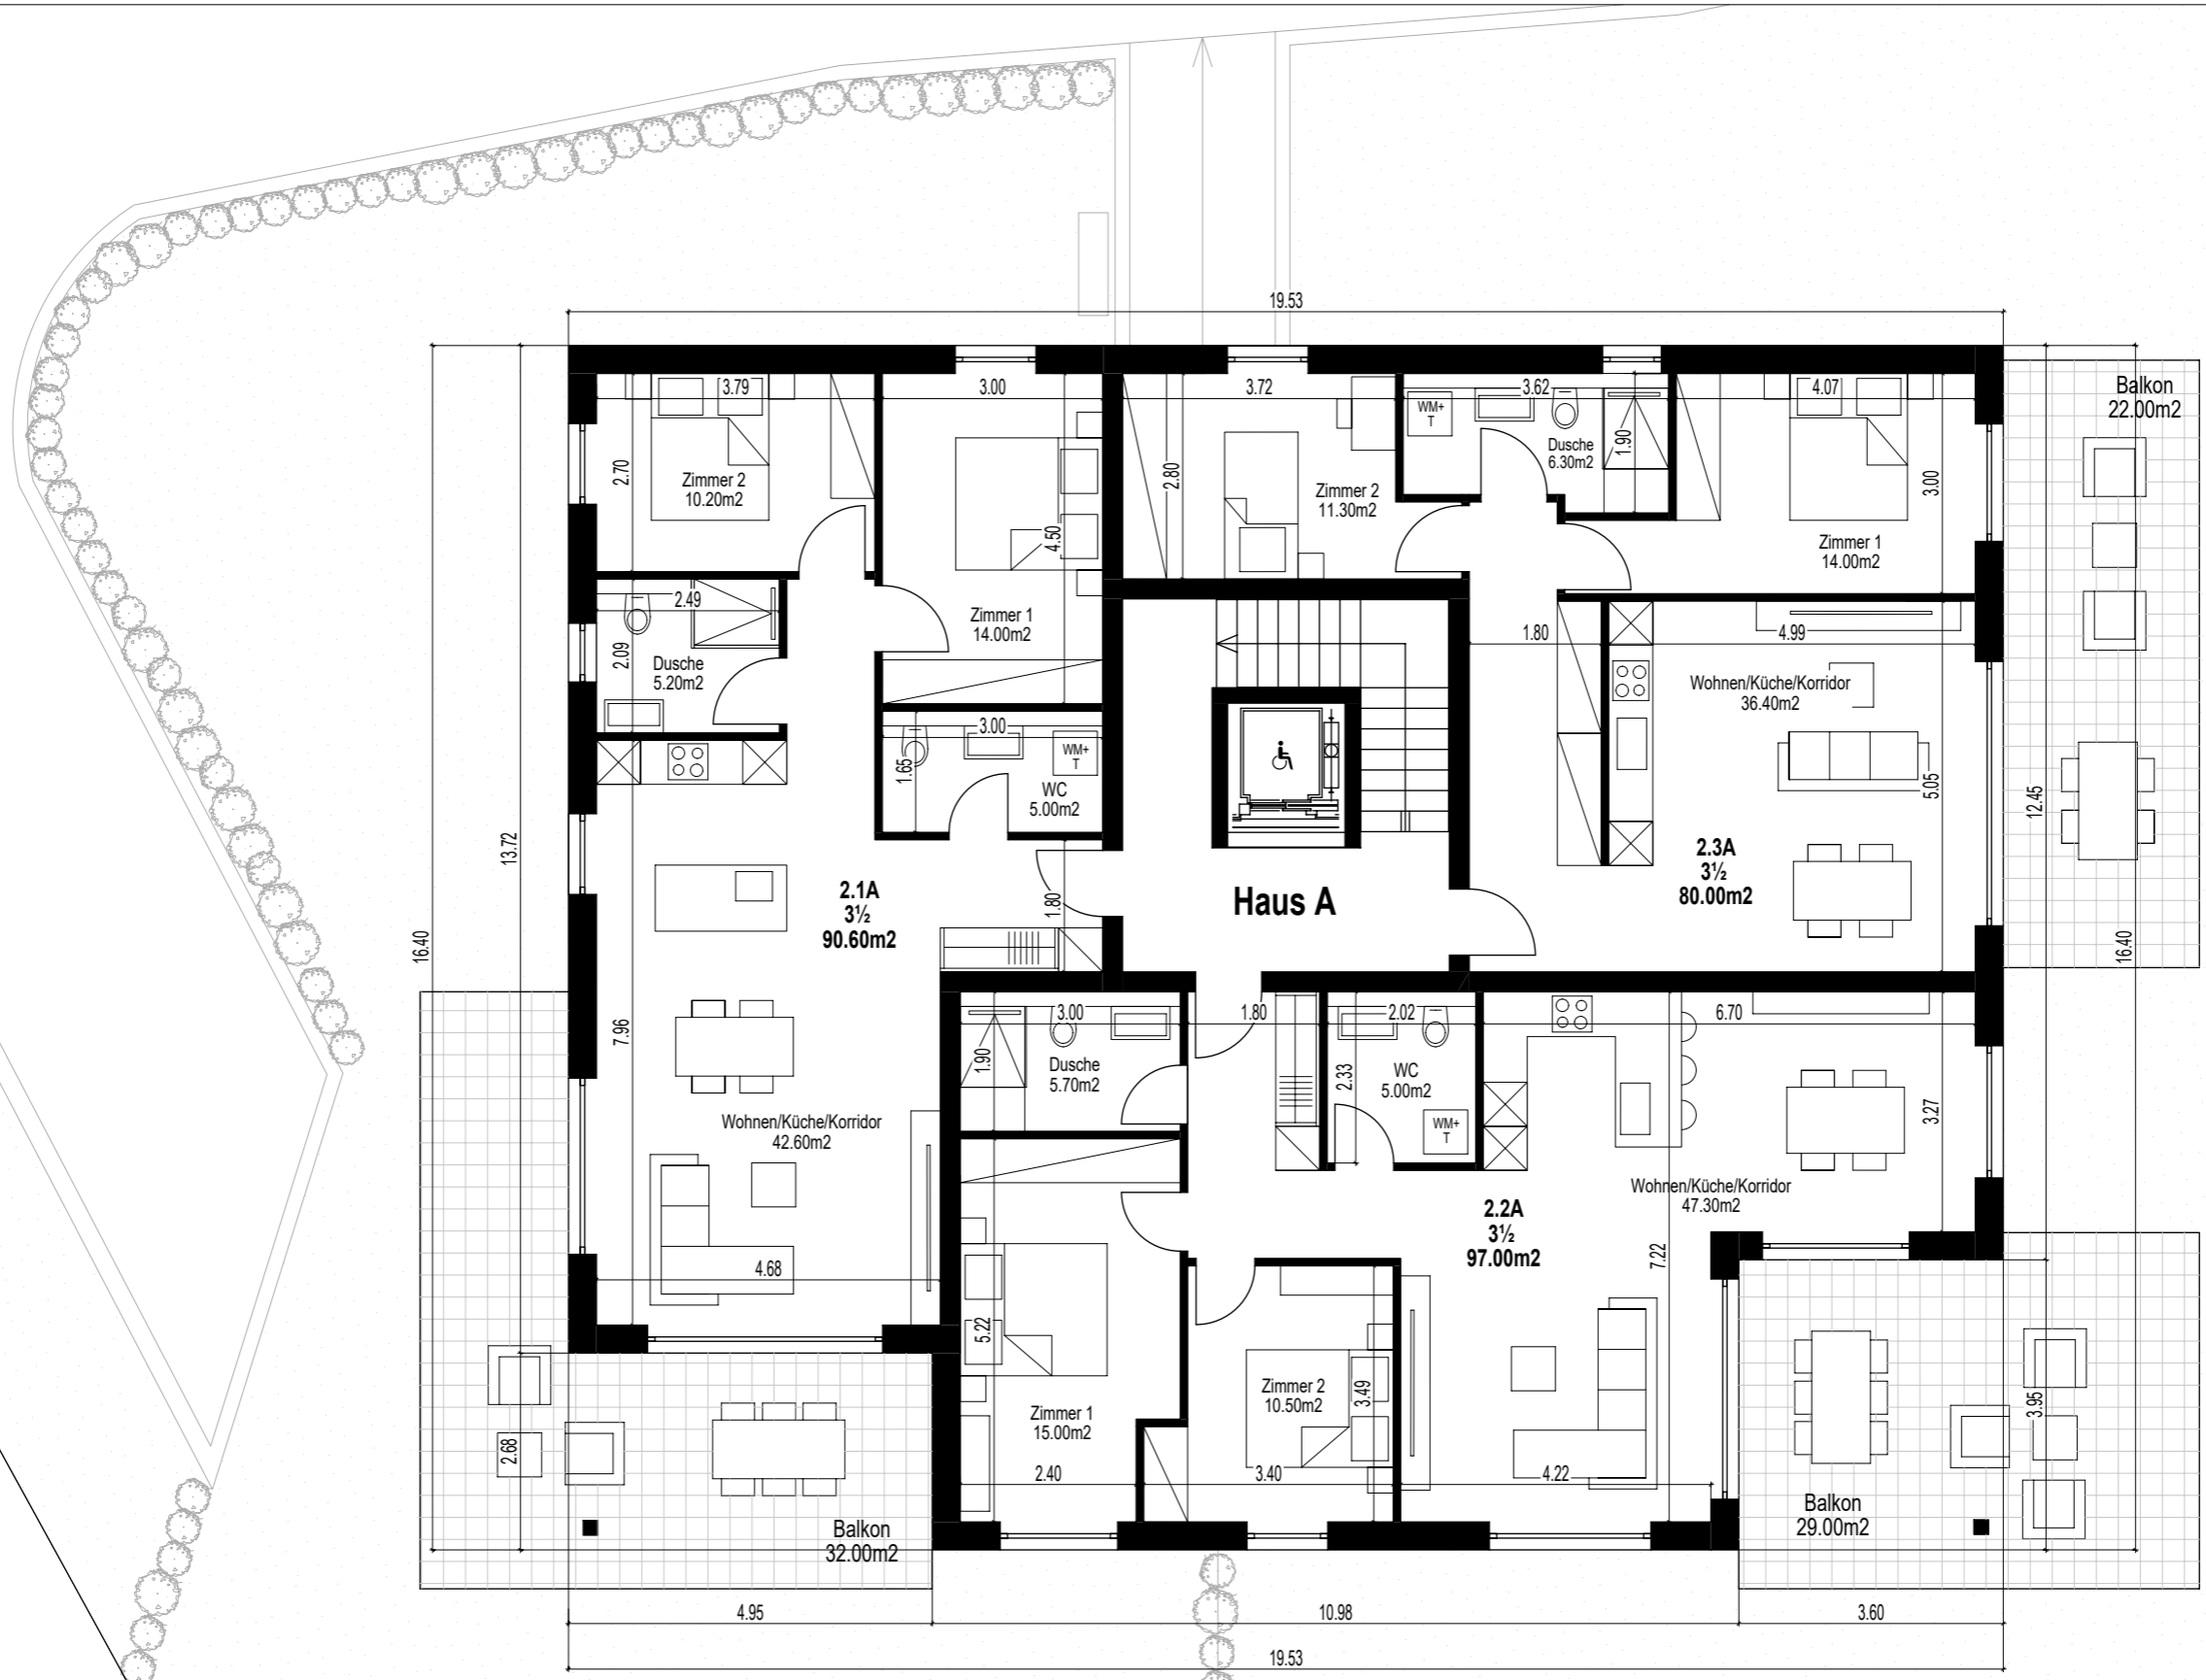 19.53
Balkon
22.00m2
3.79
3.00
3.72
3.62
4.07
WM+
T
Dusche
6.30m2
1.90
2.70
Zimmer 2
10.20m2
4.50
2.80
Zimmer 2
11.30m2
3.00
Zimmer 1
14.00m2
2.49
2.09
Dusche
5.20m2
Zimmer 1
14.00m2
1.80
4.99
Wohnen/Küche/Korridor
36.40m2
3.00
1.65
WM+
T
WC
5.00m2
5.05
12.45
13.72
16.40
2.1A
3½
90.60m2
1.80
Haus A
2.3A
3½
80.00m2
16.40
7.96
3.00
1.80
2.02
6.70
1.90
Dusche
5.70m2
2.33
WC
5.00m2
WM+
T
3.27
Wohnen/Küche/Korridor
42.60m2
Wohnen/Küche/Korridor
47.30m2
2.2A
3½
97.00m2
7.22
4.68
5.22
Zimmer 1
15.00m2
Zimmer 2
10.50m2
3.49
3.95
2.68
2.40
3.40
4.22
Balkon
32.00m2
Balkon
29.00m2
4.95
10.98
3.60
19.53